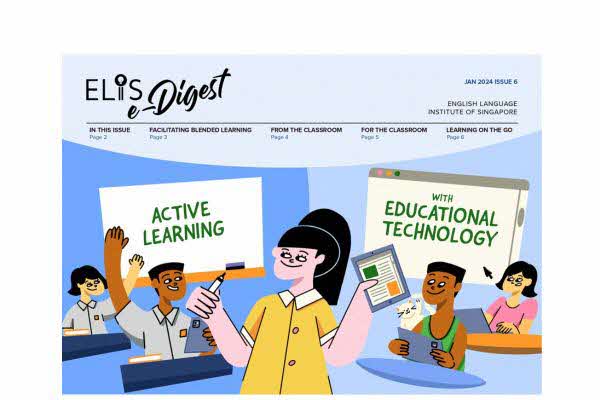 ELIS
e-Digest
JAN 2024 ISSUE 6
ENGLISH LANGUAGE
INSTITUTE OF SINGAPORE
IN THIS ISSUE
Page 2
FACILITATING BLENDED LEARNING
Page 3
FROM THE CLASSROOM
Page 4
FOR THE CLASSROOM
Page 5
LEARNING ON THE GO
Page 6
ACTIVE
LEARNING
WITH
EDUCATIONAL
TECHNOLOGY